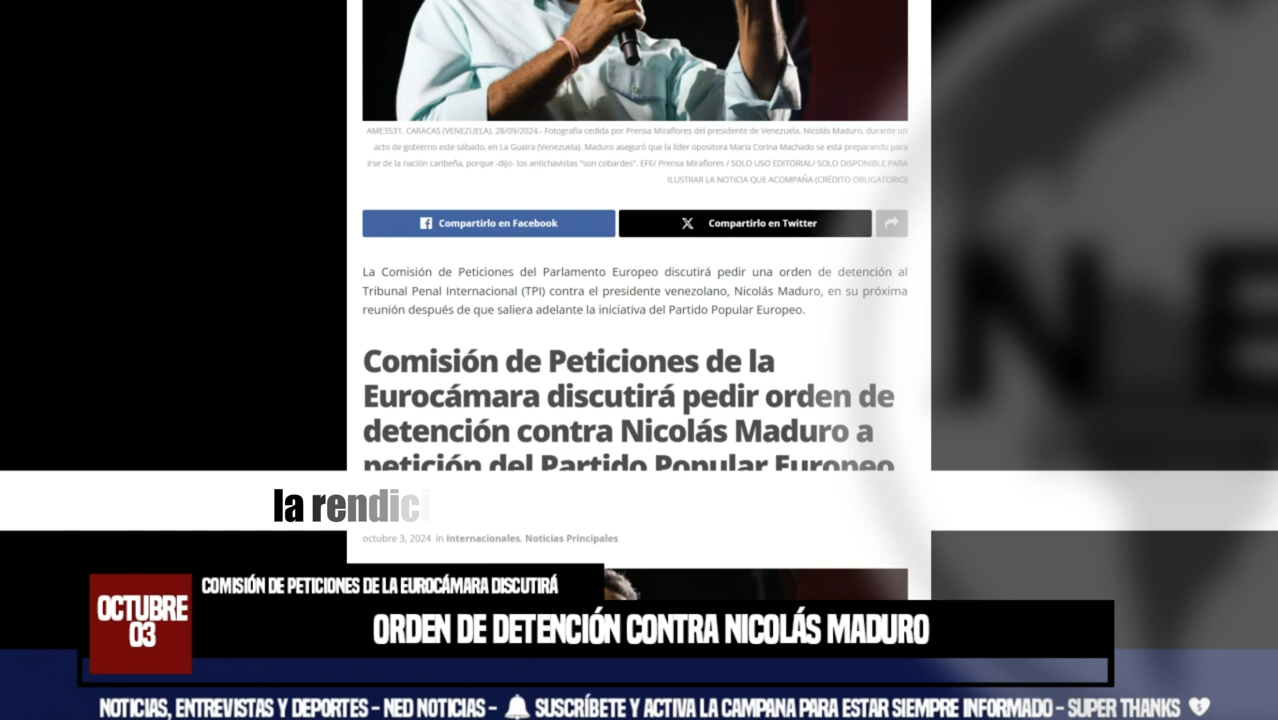 AME3531. CARACAS (VENEZUELA), 28/09/2024.- Fotografía cedida por Prensa Miraflores del presidente de Venezuela, Nicolás Maduro, durante un
acto de gobierno este sábado, en La Guaira (Venezuela). Maduro aseguró que la líder opositora María Corina Machado se está preparando para
irse de la nación caribeña, porque -dijo- los antichavistas "son cobardes". EFE/ Prensa Miraflores / SOLO USO EDITORIAL/ SOLO DISPONIBLE PARA
ILUSTRAR LA NOTICIA QUE ACOMPAÑA (CRÉDITO OBLIGATORIO)
Compartirlo en Facebook
Compartirlo en Twitter
La Comisión de Peticiones del Parlamento Europeo discutirá pedir una orden de detención al
Tribunal Penal Internacional (TPI) contra el presidente venezolano, Nicolás Maduro, en su próxima
reunión después de que saliera adelante la iniciativa del Partido Popular Europeo.
N E
Comisión de Peticiones de la
Eurocámara discutirá pedir orden de
detención contra Nicolás Maduro a
petición del Partido Popular Europeo
la rendici
octubre 3, 2024 in Internacionales, Noticias Principales
OCTUBRE
03
COMISIÓN DE PETICIONES DE LA EUROCÁMARA DISCUTIRÁ
ORDEN DE DETENCIÓN CONTRA NICOLÁS MADURO
NOTICIAS, ENTREVISTAS Y DEPORTES - NED NOTICIAS - SUSCRÍBETE Y ACTIVA LA CAMPANA PARA ESTAR SIEMPRE INFORMADO - SUPER THANKS